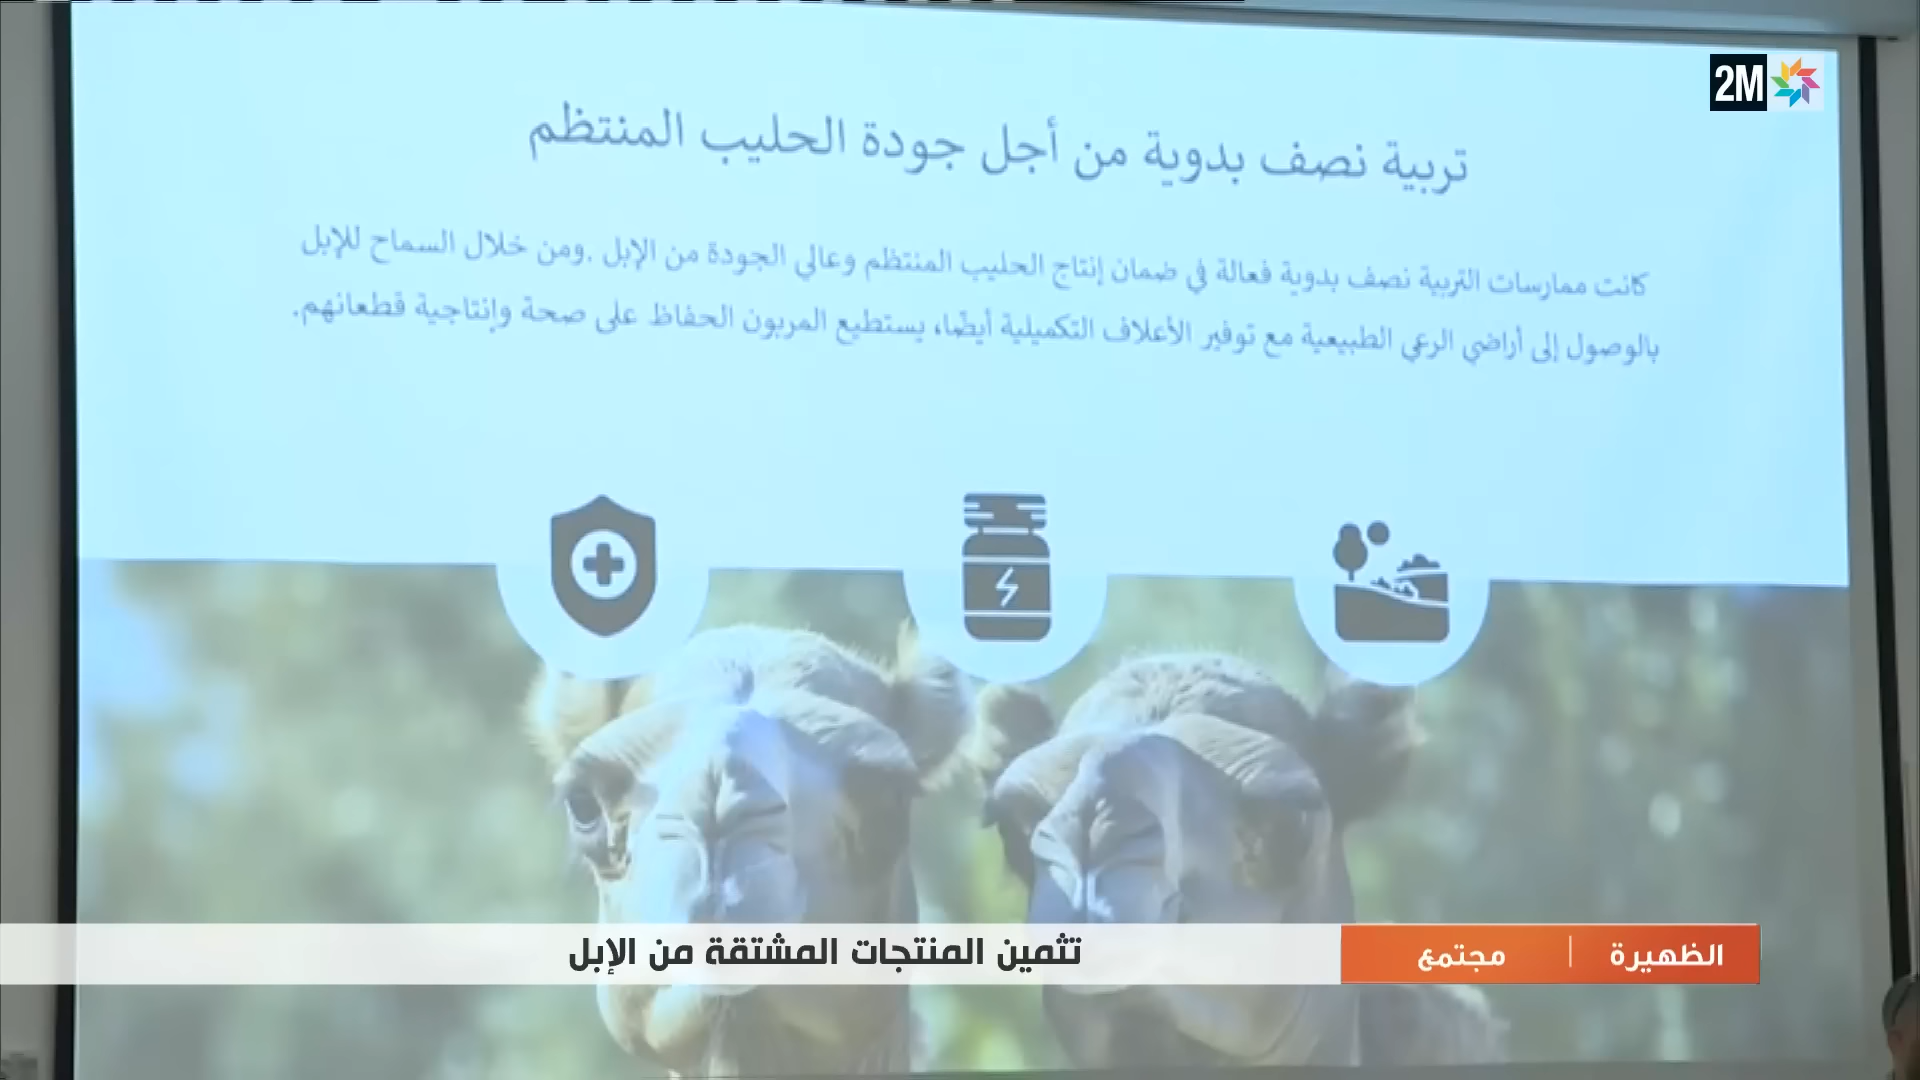 2M
تربية نصف بدوية من أجل جودة الحليب المنتظم
كانت ممارسات التربية نصف بدوية فعالة في ضمان إنتاج الحليب المنتظم وعالي الجودة من الإبل .ومن خلال السماح للإبل
بالوصول إلى أراضي الرعي الطبيعية مع توفير الأعلاف التكميلية أيضًا، يستطيع المربون الحفاظ على صحة وإنتاجية قطعانهم.
الظهيرة | مجتمع
تثمين المنتجات المشتقة من الإبل